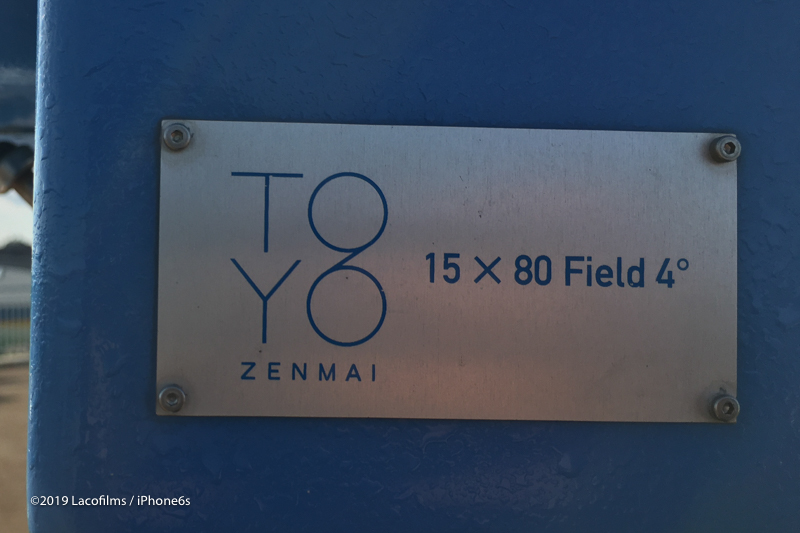 TO
YO
ZENMAI
15 × 80 Field 4°
©2019 Lacofilms / iPhone6s